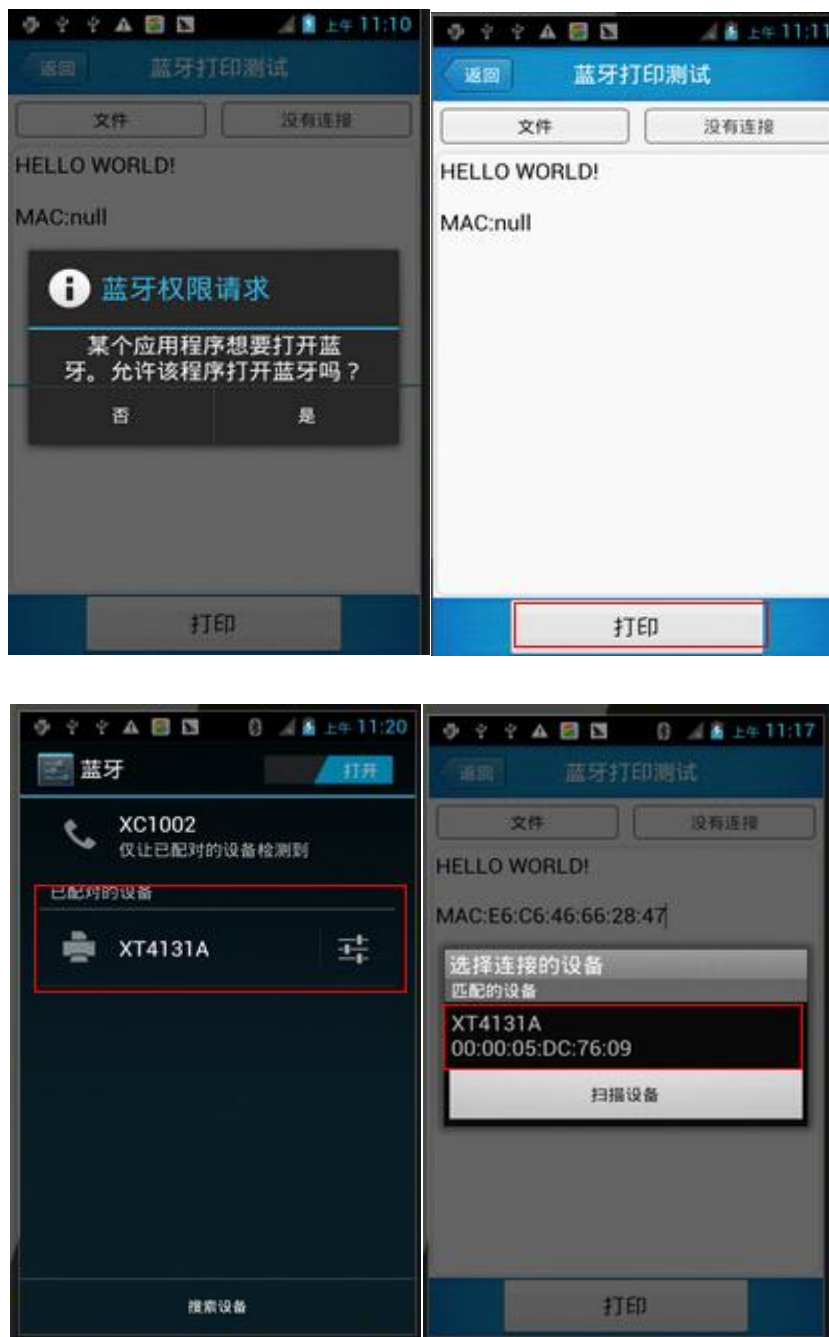 上午 11:10
返回
蓝牙打印测试
文件
没有连接
HELLO WORLD!
MAC:null
蓝牙权限请求
某个应用程序想要打开蓝
牙。允许该程序打开蓝牙吗？
否
是
打印
上午 11:11
返回
蓝牙打印测试
文件
没有连接
HELLO WORLD!
MAC:null
打印
上午 11:20
蓝牙
打开
XC1002
仅让已配对的设备检测到
已配对的设备
XT4131A
搜索设备
上午 11:17
返回
蓝牙打印测试
文件
没有连接
HELLO WORLD!
MAC:E6:C6:46:66:28:47
选择连接的设备
匹配的设备
XT4131A
00:00:05:DC:76:09
扫描设备
打印